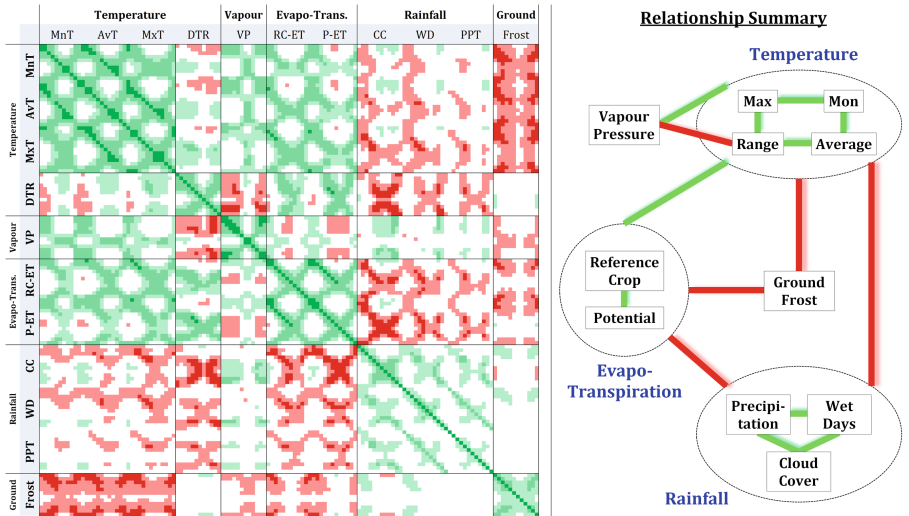 Temperature Vapour Evapo-Trans. Rainfall Ground
MnT AvT MxT DTR VP RC-ET P-ET CC WD PPT Frost
Temperature
MnT
AvT
MxT
DTR
Vapour
VP
Evapo-Trans.
RC-ET
P-ET
Rainfall
CC
WD
PPT
Ground
Frost
Relationship Summary
Temperature
Max Mon
Vapour
Pressure
Range Average
Reference
Crop
Potential
Ground
Frost
Evapo-
Transpiration
Precipi-
tation
Wet
Days
Cloud
Cover
Rainfall